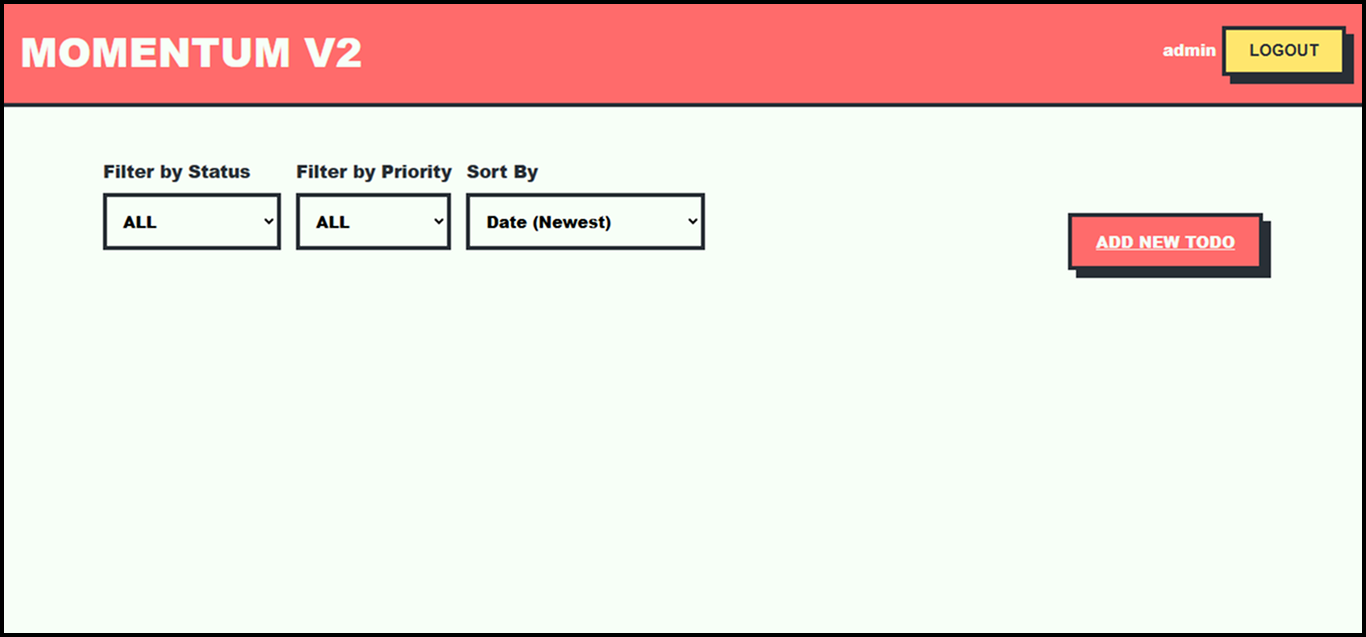 MOMENTUM V2
admin
LOGOUT
Filter by Status
Filter by Priority
Sort By
ALL
ALL
Date (Newest)
ADD NEW TODO